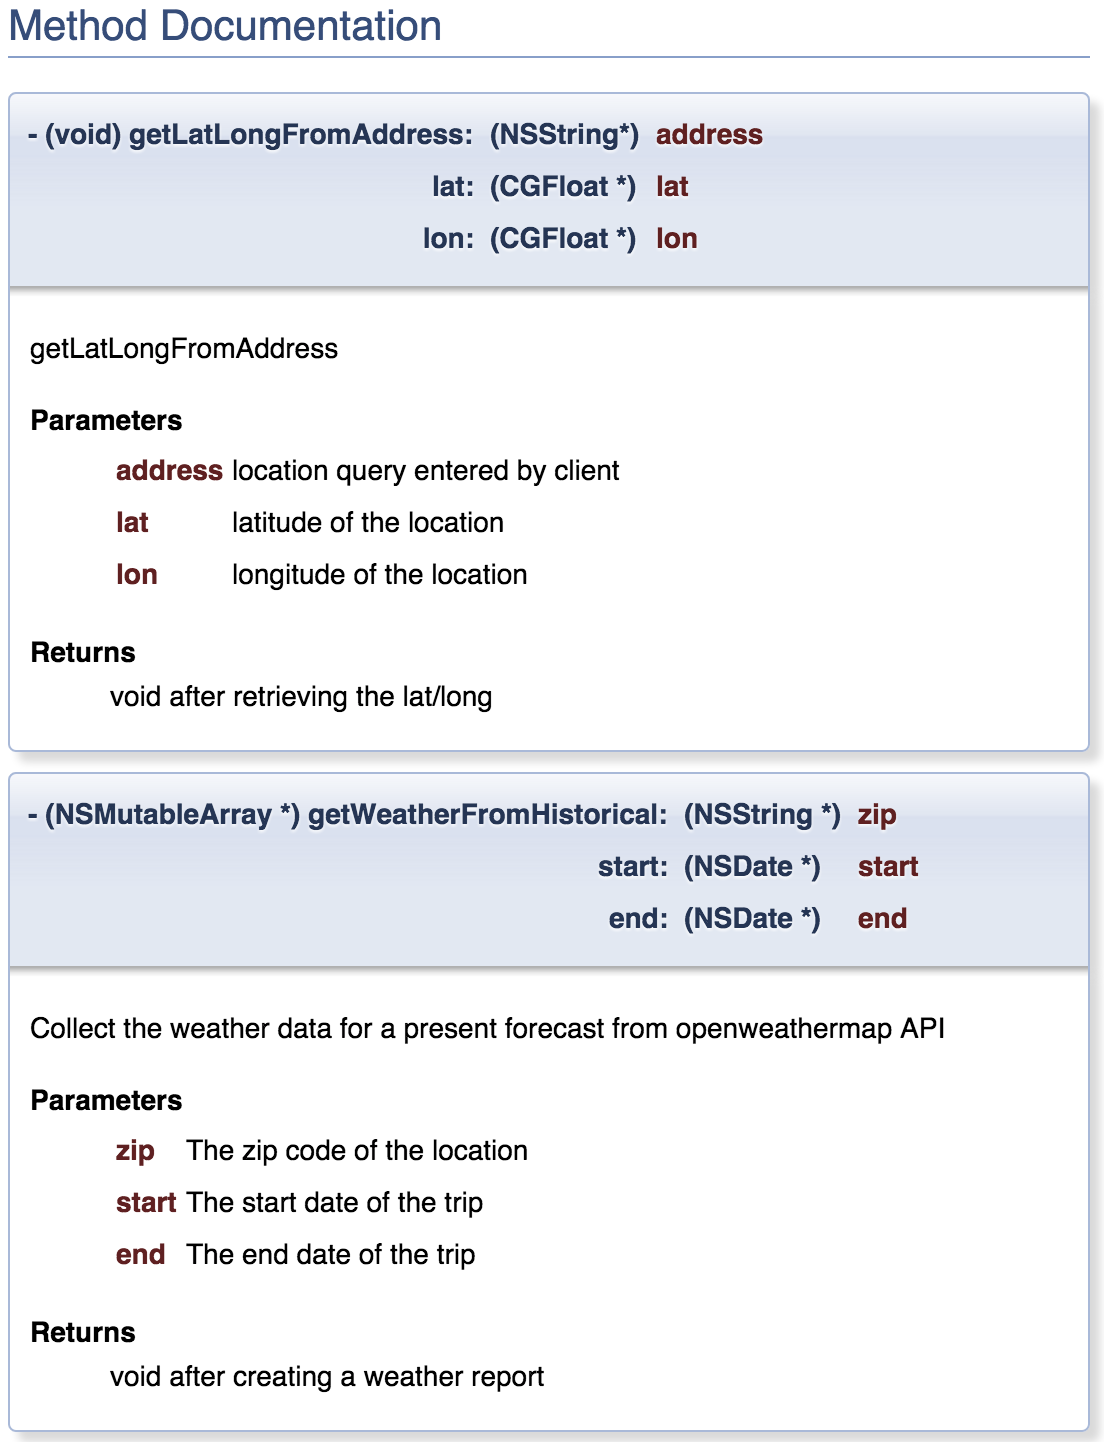 Method Documentation
- (void) getLatLongFromAddress: (NSString*) address
lat: (CGFloat *) lat
lon: (CGFloat *) lon
getLatLongFromAddress
Parameters
address location query entered by client
lat latitude of the location
lon longitude of the location
Returns
void after retrieving the lat/long
- (NSMutableArray *) getWeatherFromHistorical: (NSString *) zip
start: (NSDate *) start
end: (NSDate *) end
Collect the weather data for a present forecast from openweathermap API
Parameters
zip The zip code of the location
start The start date of the trip
end The end date of the trip
Returns
void after creating a weather report